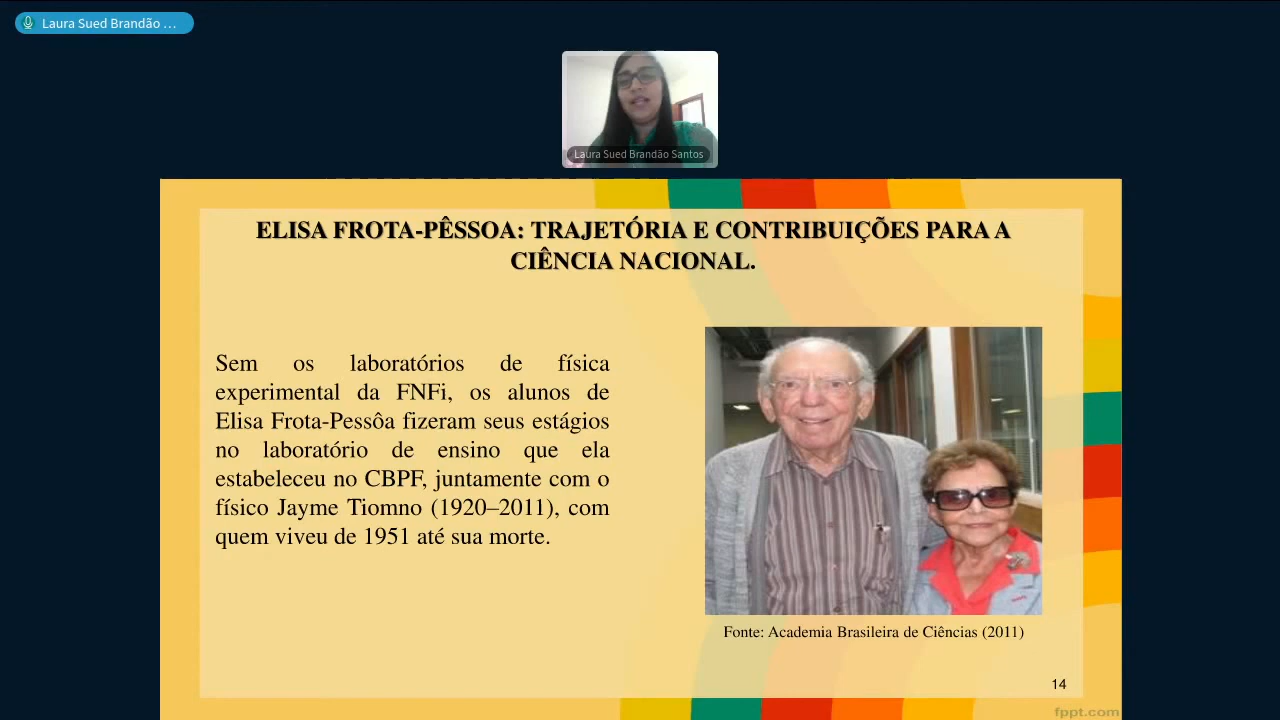 Laura Sued Brandão ...
Laura Sued Brandão Santos
ELISA FROTA-PÊSSOA: TRAJETÓRIA E CONTRIBUIÇÕES PARA A
CIÊNCIA NACIONAL.
Sem os laboratórios de física
experimental da FNFi, os alunos de
Elisa Frota-Pessôa fizeram seus estágios
no laboratório de ensino que ela
estabeleceu no CBPF, juntamente com o
físico Jayme Tiomno (1920–2011), com
quem viveu de 1951 até sua morte.
Fonte: Academia Brasileira de Ciências (2011)
14
fppt.com